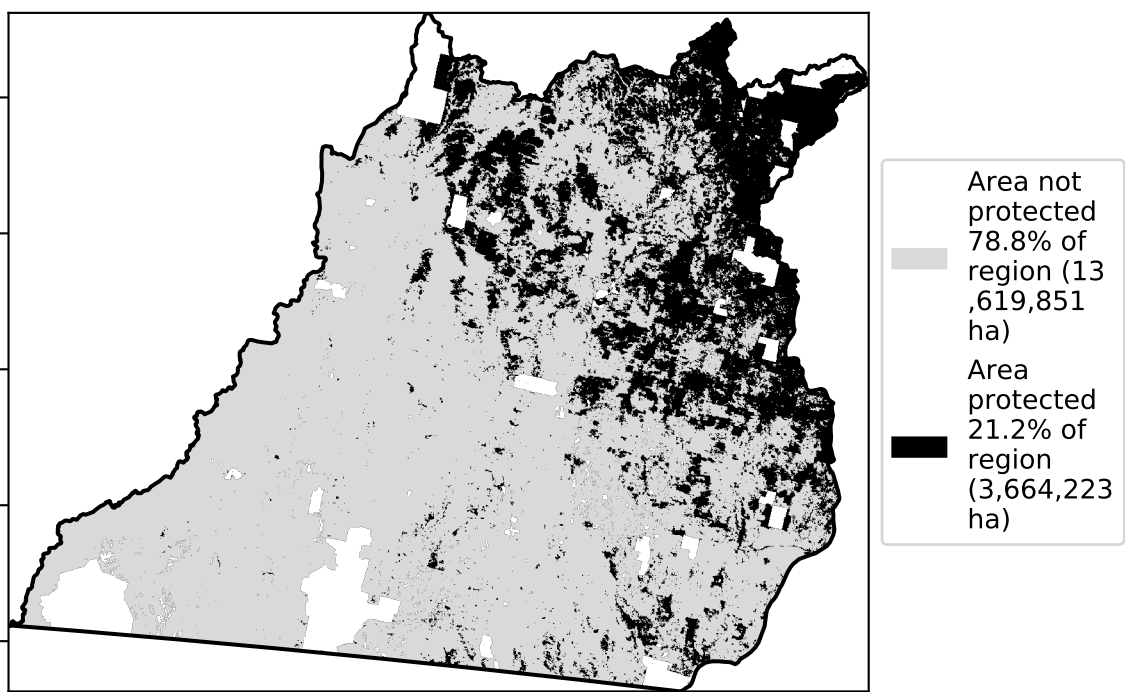 Area not
protected
78.8% of
region (13
,619,851
ha)
Area
protected
21.2% of
region
(3,664,223
ha)